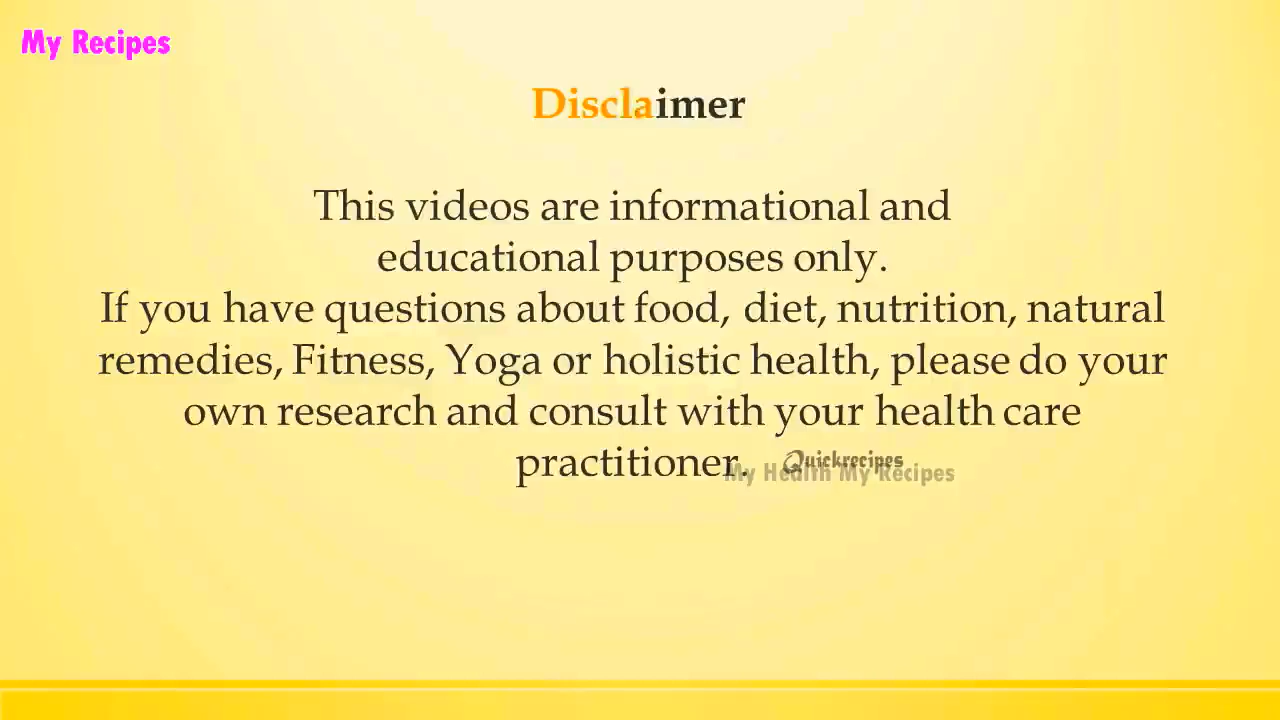 My Recipes
Disclaimer
This videos are informational and
educational purposes only.
If you have questions about food, diet, nutrition, natural
remedies, Fitness, Yoga or holistic health, please do your
own research and consult with your health care
practitioner.
Quickrecipes
My Health My Recipes